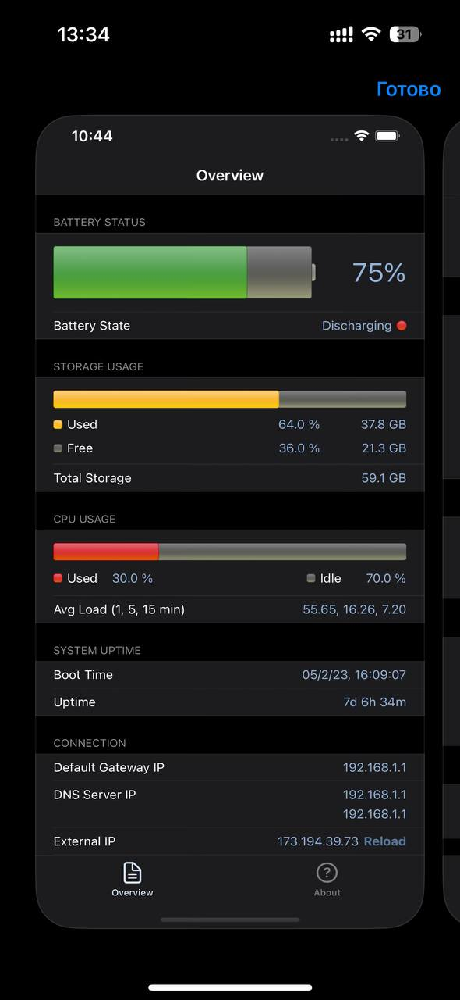 13:34
31
Готово
10:44
Overview
BATTERY STATUS
75%
Battery State Discharging
STORAGE USAGE
Used 64.0 % 37.8 GB
Free 36.0 % 21.3 GB
Total Storage 59.1 GB
CPU USAGE
Used 30.0 % Idle 70.0 %
Avg Load (1, 5, 15 min) 55.65, 16.26, 7.20
SYSTEM UPTIME
Boot Time 05/2/23, 16:09:07
Uptime 7d 6h 34m
CONNECTION
Default Gateway IP 192.168.1.1
DNS Server IP 192.168.1.1
192.168.1.1
External IP 173.194.39.73 Reload
Overview About